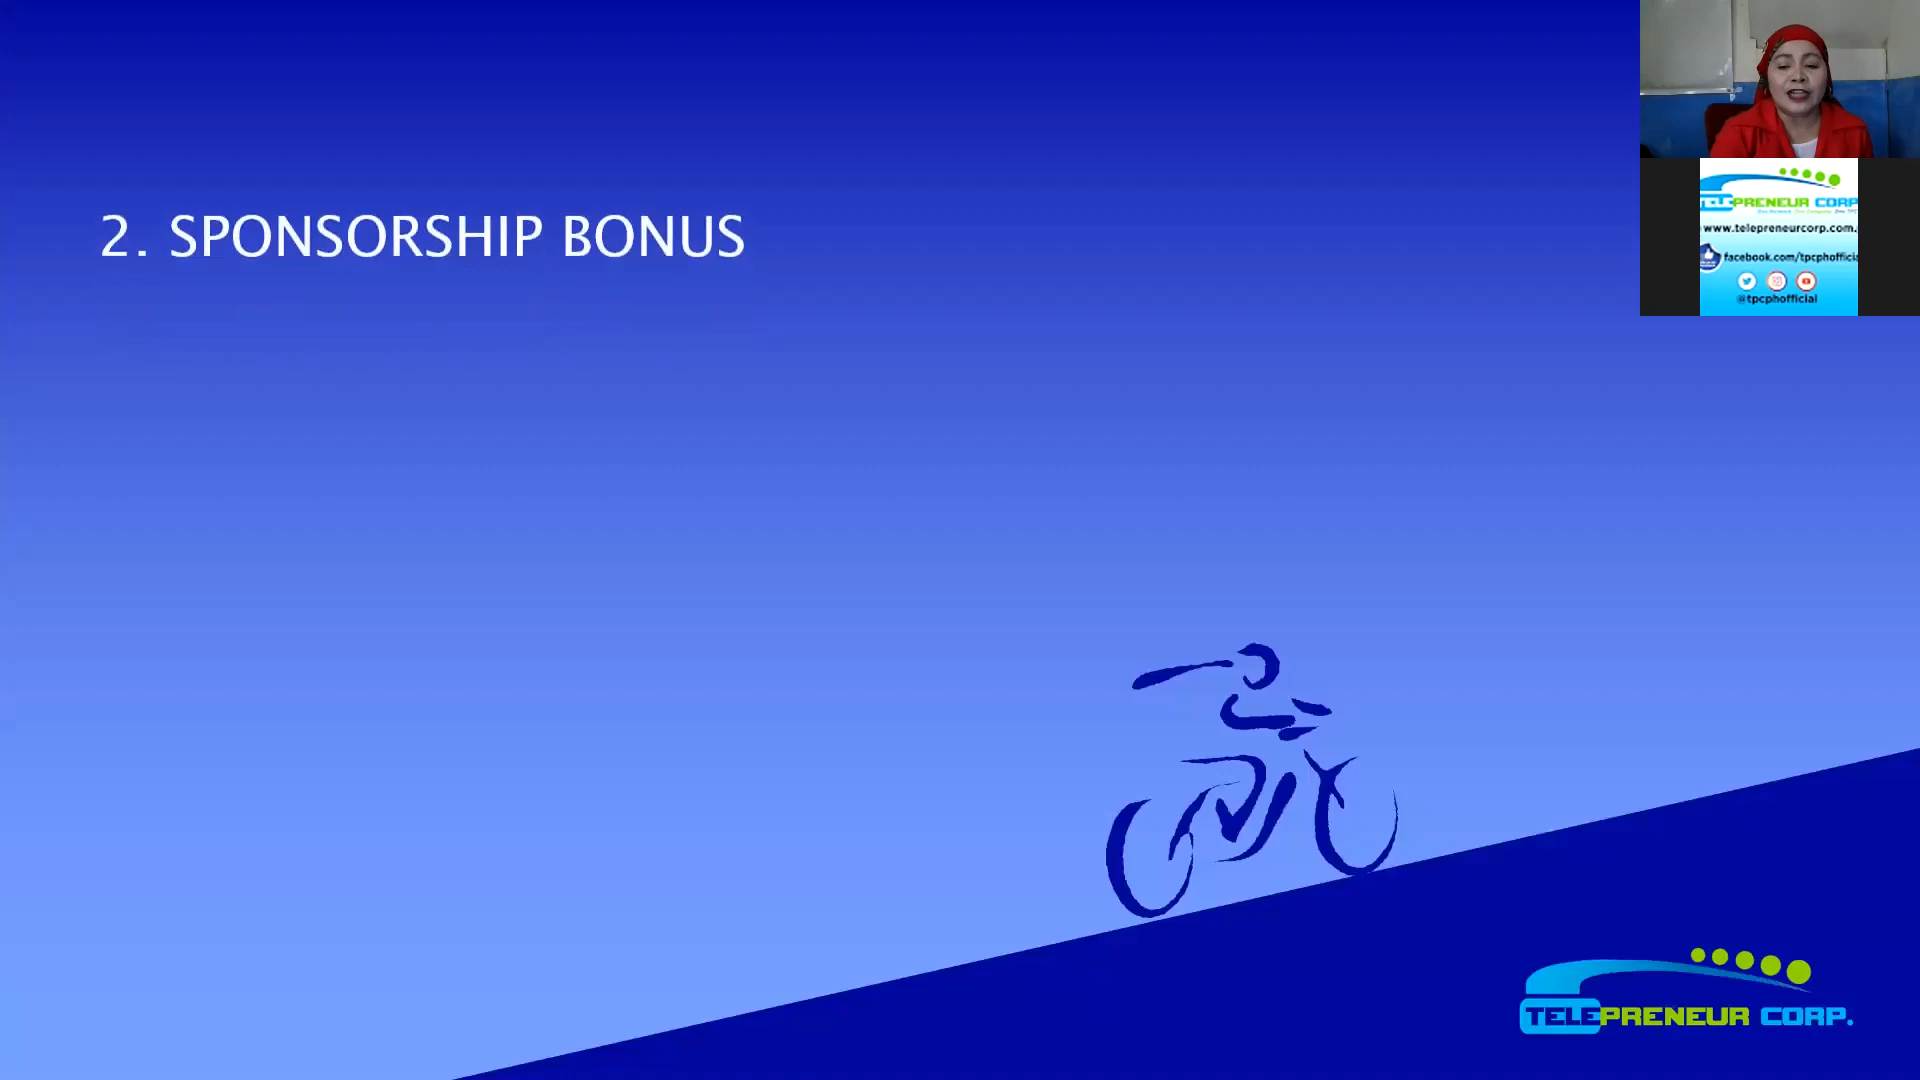 2. SPONSORSHIP BONUS
TELEPRENEUR CORP
www.telepreneurcorp.com.
facebook.com/tpcphofficia
@tpcphofficial
TELEPRENEUR CORP.